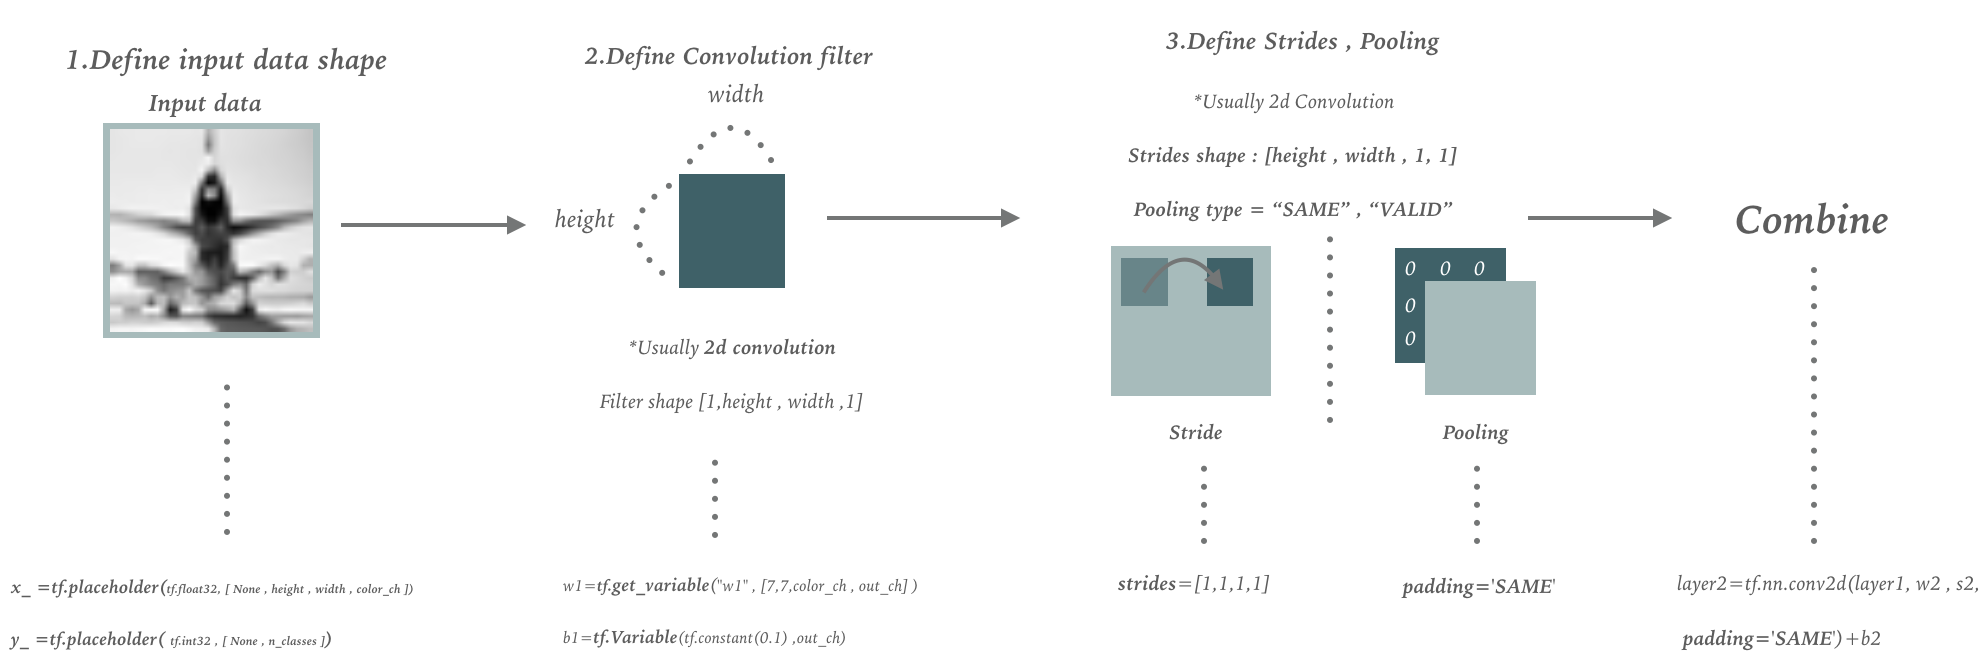 1.Define input data shape
Input data
x_ =tf.placeholder(tf.float32, [ None , height , width , color_ch ])
y_ =tf.placeholder( tf.int32 , [ None , n_classes ])
2.Define Convolution filter
width
height
*Usually 2d convolution
Filter shape [1,height , width ,1]
w1=tf.get_variable("w1" , [7,7,color_ch , out_ch] )
b1=tf.Variable(tf.constant(0.1) ,out_ch)
3.Define Strides , Pooling
*Usually 2d Convolution
Strides shape : [height , width , 1, 1]
Pooling type = “SAME” , “VALID”
0 0 0
0
0
Stride
Pooling
strides=[1,1,1,1]
padding='SAME'
Combine
layer2=tf.nn.conv2d(layer1, w2 , s2,
padding='SAME')+b2